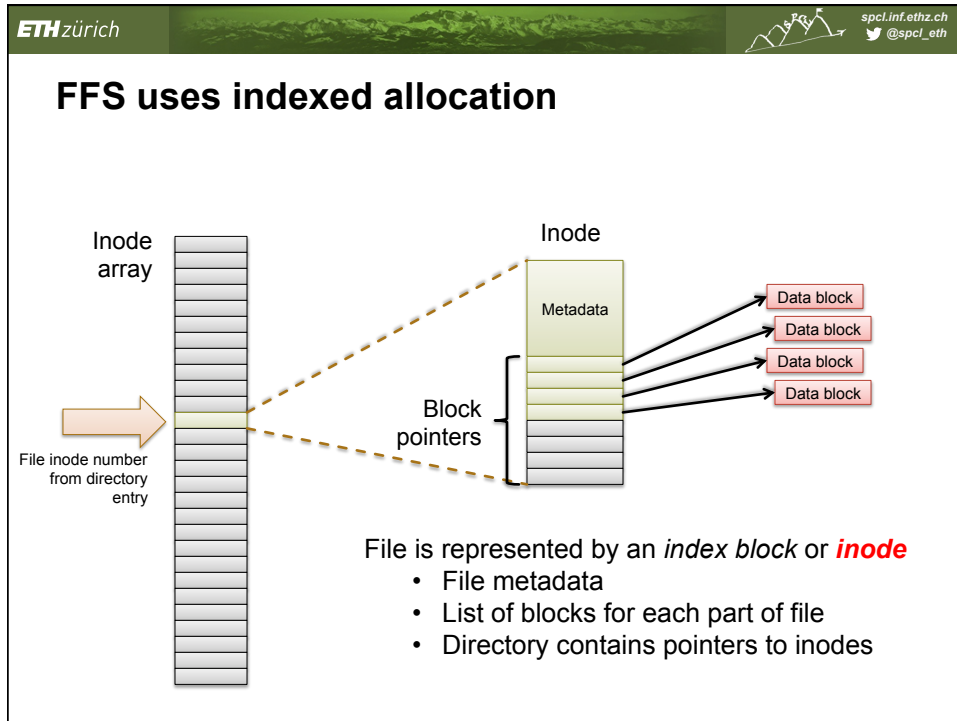 ETH zürich
SPCL
spcl.inf.ethz.ch
@spcl_eth
FFS uses indexed allocation
Inode
array
File inode number
from directory
entry
Inode
Metadata
Block
pointers
Data block
Data block
Data block
Data block
File is represented by an index block or inode
• File metadata
• List of blocks for each part of file
• Directory contains pointers to inodes